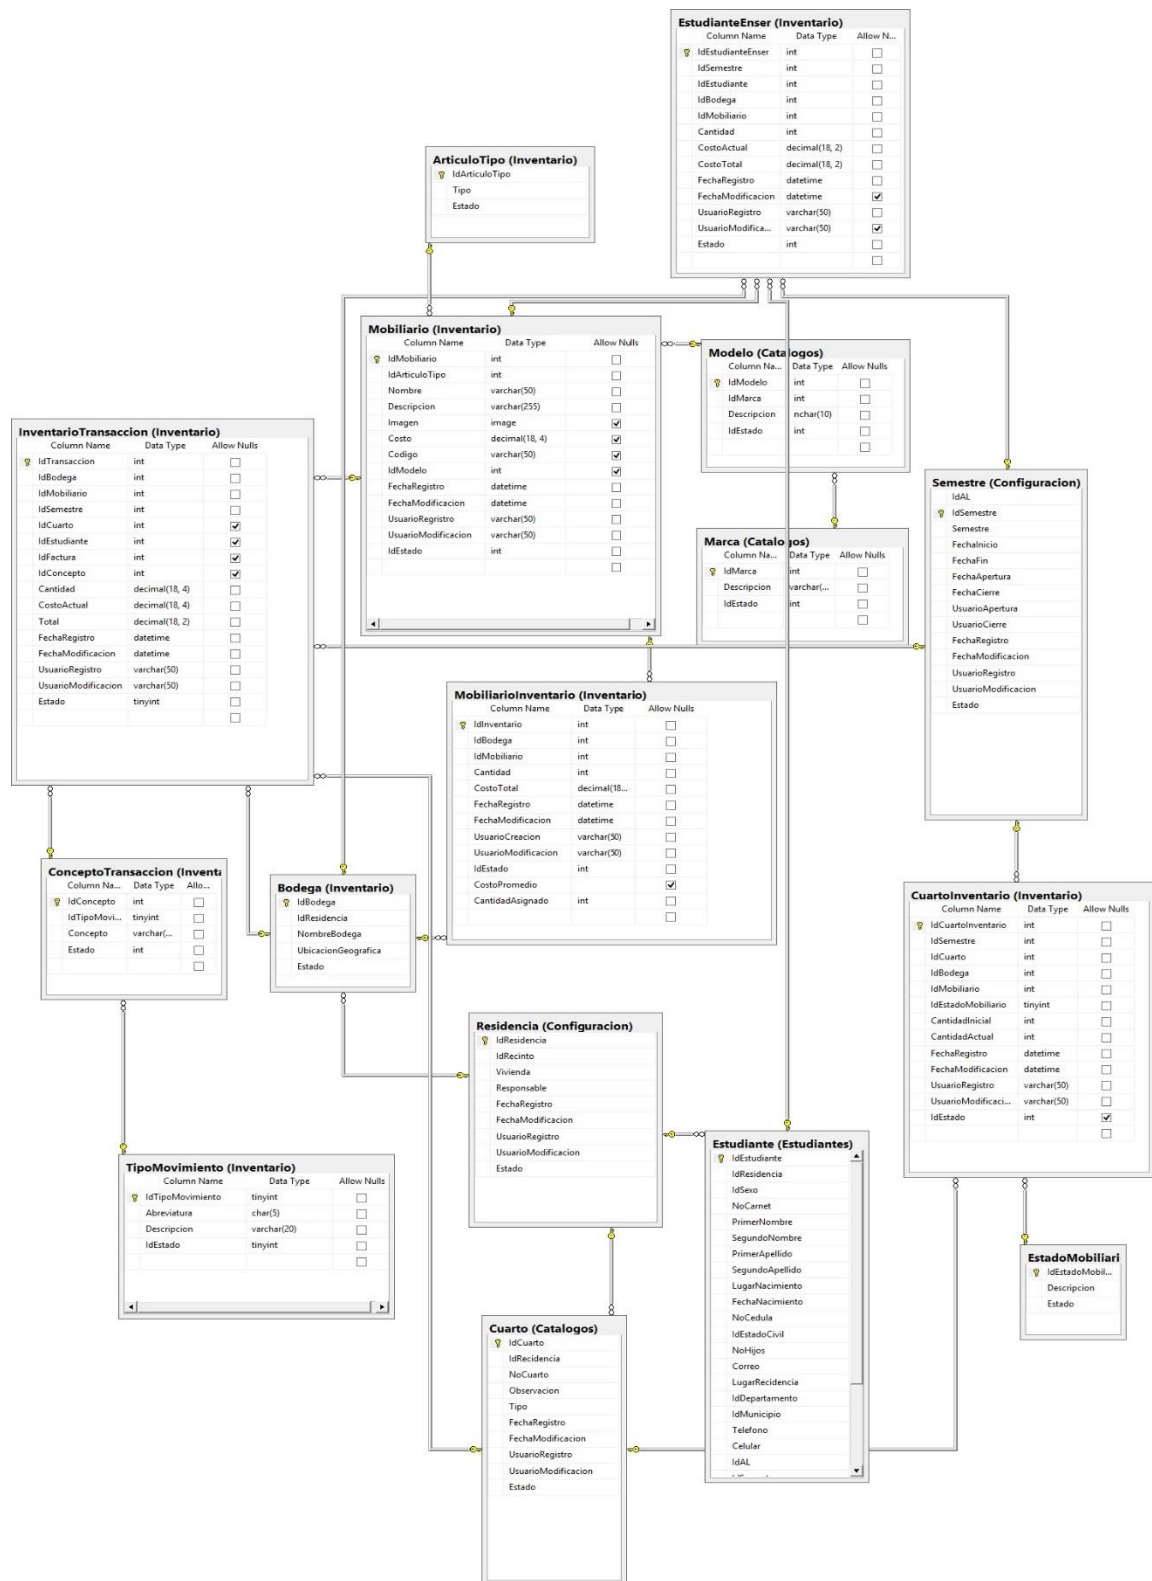 EstudianteEnser (Inventario)
Column Name Data Type Allow N...
IdEstudianteEnser int
IdSemestre int
IdEstudiante int
IdBodega int
IdMobiliario int
Cantidad int
CostoActual decimal(18, 2)
CostoTotal decimal(18, 2)
FechaRegistro datetime
FechaModificacion datetime
UsuarioRegistro varchar(50)
UsuarioModifica... varchar(50)
Estado int
ArticuloTipo (Inventario)
IdArticuloTipo
Tipo
Estado
Mobiliario (Inventario)
Column Name Data Type Allow Nulls
IdMobiliario int
IdArticuloTipo int
Nombre varchar(50)
Descripcion varchar(255)
Imagen image
Costo decimal(18, 4)
Codigo varchar(50)
IdModelo int
FechaRegistro datetime
FechaModificacion datetime
UsuarioRegristro varchar(50)
UsuarioModificacion varchar(50)
IdEstado int
Modelo (Catalogos)
Column Na... Data Type Allow Nulls
IdModelo int
IdMarca int
Descripcion nchar(10)
IdEstado int
InventarioTransaccion (Inventario)
Column Name Data Type Allow Nulls
IdTransaccion int
IdBodega int
IdMobiliario int
IdSemestre int
IdCuarto int
IdEstudiante int
IdFactura int
IdConcepto int
Cantidad decimal(18, 4)
CostoActual decimal(18, 4)
Total decimal(18, 2)
FechaRegistro datetime
FechaModificacion datetime
UsuarioRegistro varchar(50)
UsuarioModificacion varchar(50)
Estado tinyint
Semestre (Configuracion)
IdAL
IdSemestre
Semestre
FechaInicio
FechaFin
FechaApertura
FechaCierre
UsuarioApertura
UsuarioCierre
FechaRegistro
FechaModificacion
UsuarioRegistro
UsuarioModificacion
Estado
Marca (Catalogos)
Column Na... Data Type Allow Nulls
IdMarca int
Descripcion varchar(...
IdEstado int
MobiliarioInventario (Inventario)
Column Name Data Type Allow Nulls
IdInventario int
IdBodega int
IdMobiliario int
Cantidad int
CostoTotal decimal(18...
FechaRegistro datetime
FechaModificacion datetime
UsuarioCreacion varchar(50)
UsuarioModificacion varchar(50)
IdEstado int
CostoPromedio
CantidadAsignado int
ConceptoTransaccion (Inventa
Column Na... Data Type Allo...
IdConcepto int
IdTipoMovi... tinyint
Concepto varchar(...
Estado int
Bodega (Inventario)
IdBodega
IdResidencia
NombreBodega
UbicacionGeografica
Estado
CuartoInventario (Inventario)
Column Name Data Type Allow Nulls
IdCuartoInventario int
IdSemestre int
IdCuarto int
IdBodega int
IdMobiliario int
IdEstadoMobiliario tinyint
CantidadInicial int
CantidadActual int
FechaRegistro datetime
FechaModificacion datetime
UsuarioRegistro varchar(50)
UsuarioModificaci... varchar(50)
IdEstado int
Residencia (Configuracion)
IdResidencia
IdRecinto
Vivienda
Responsable
FechaRegistro
FechaModificacion
UsuarioRegistro
UsuarioModificacion
Estado
Estudiante (Estudiantes)
IdEstudiante
IdResidencia
IdSexo
NoCarnet
PrimerNombre
SegundoNombre
PrimerApellido
SegundoApellido
LugarNacimiento
FechaNacimiento
NoCedula
IdEstadoCivil
NoHijos
Correo
LugarRecidencia
IdDepartamento
IdMunicipio
Telefono
Celular
IdAL
TipoMovimiento (Inventario)
Column Name Data Type Allow Nulls
IdTipoMovimiento tinyint
Abreviatura char(5)
Descripcion varchar(20)
IdEstado tinyint
EstadoMobiliari
IdEstadoMobil...
Descripcion
Estado
Cuarto (Catalogos)
IdCuarto
IdRecidencia
NoCuarto
Observacion
Tipo
FechaRegistro
FechaModificacion
UsuarioRegistro
UsuarioModificacion
Estado